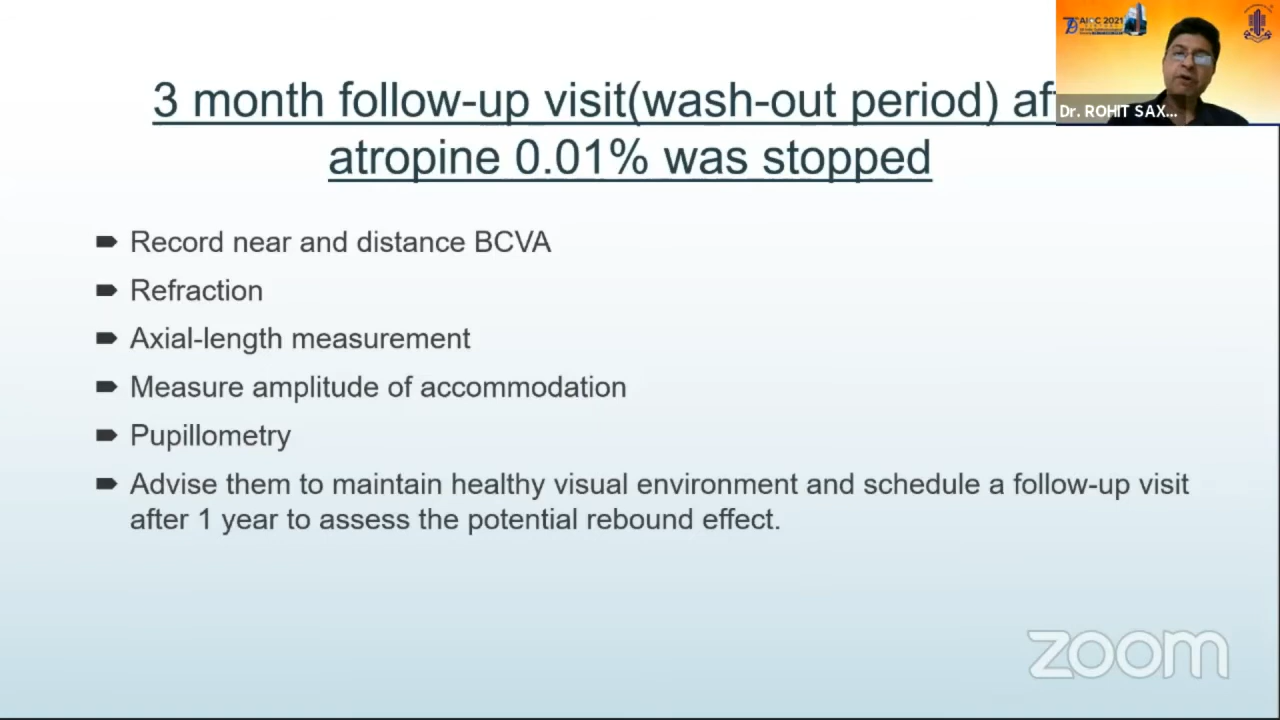 3 month follow-up visit(wash-out period)
atropine 0.01% was stopped
Record near and distance BCVA
Refraction
Axial-length measurement
Measure amplitude of accommodation
Pupillometry
Advise them to maintain healthy visual environment and schedule a follow-up visit
after 1 year to assess the potential rebound effect.
AIOC 2021
Dr. ROHIT SAX...
zoom